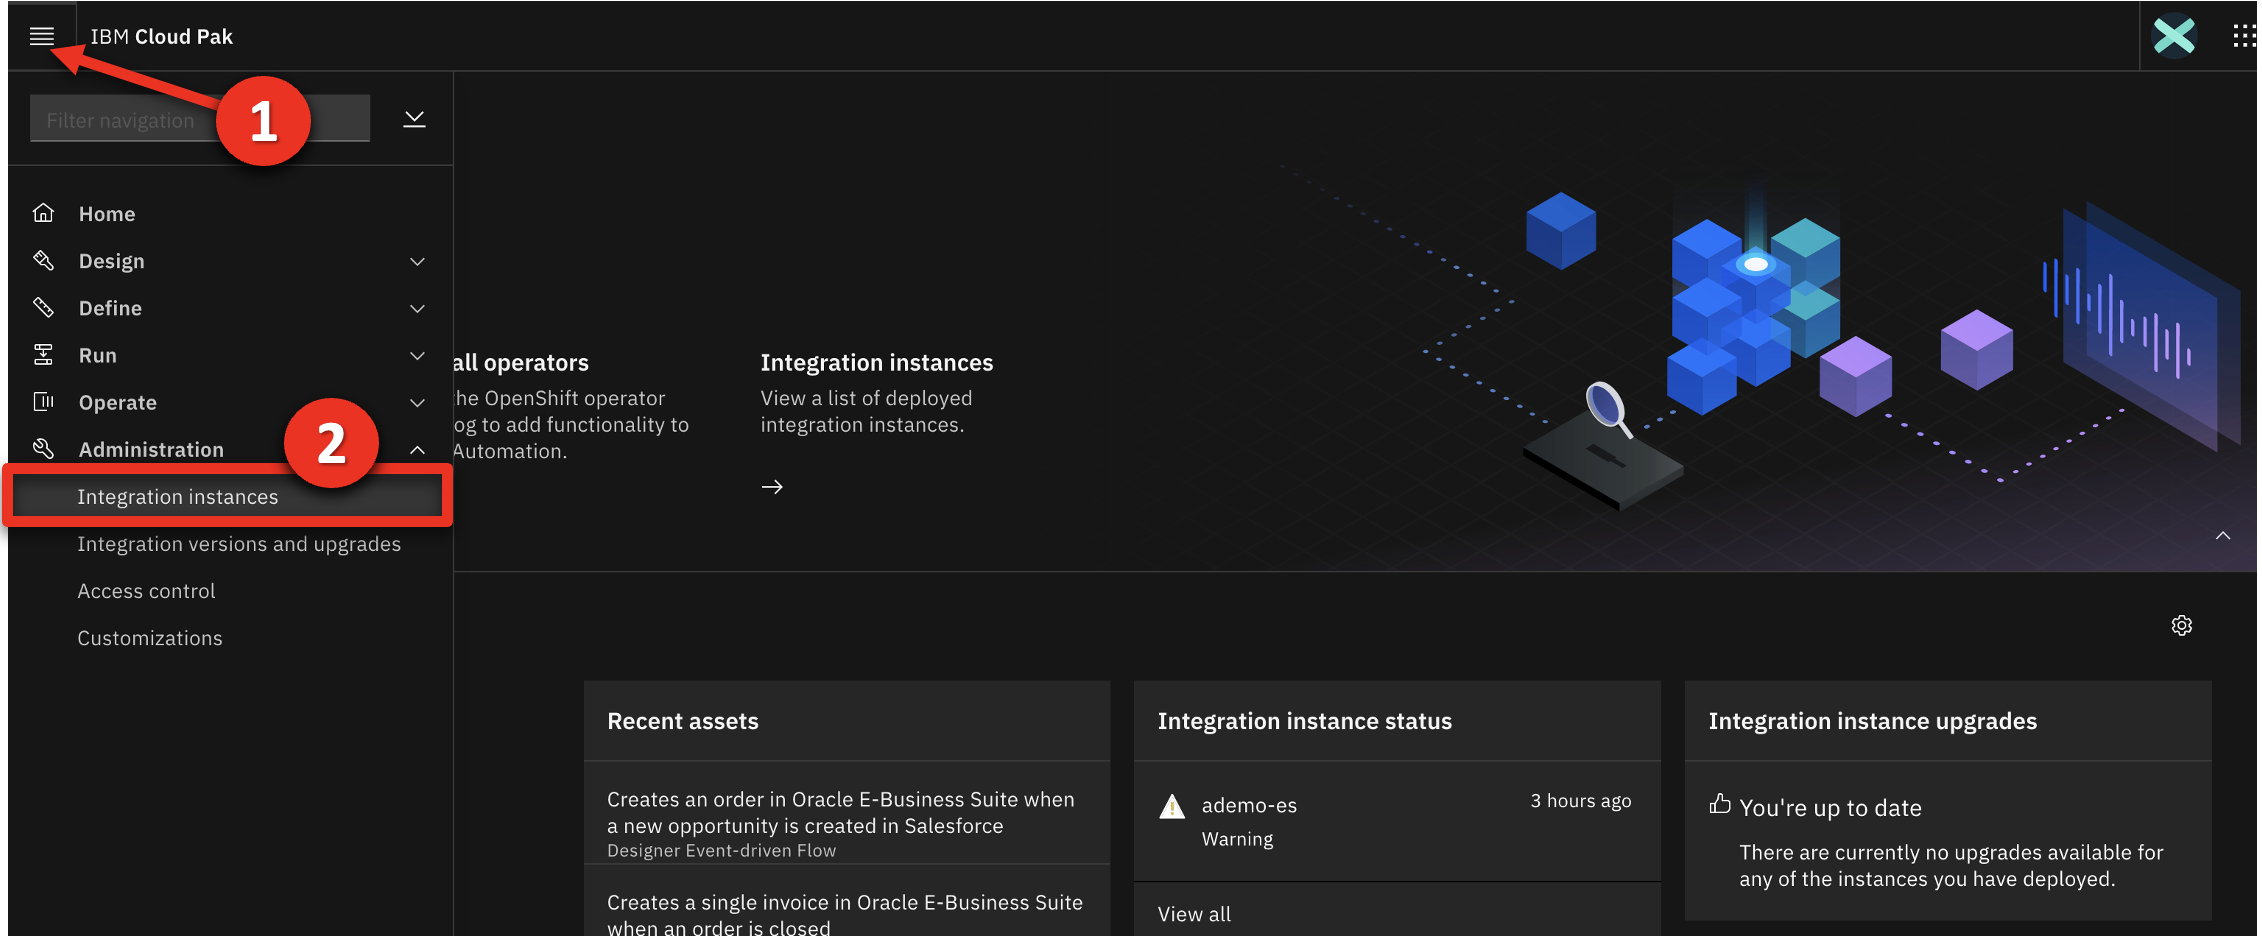 IBM Cloud Pak
1
Filter navigation
Home
Design
Define
Run
Operate
Administration
2
Integration instances
Integration versions and upgrades
Access control
Customizations
all operators
the OpenShift operator
og to add functionality to
Automation.
Integration instances
View a list of deployed
integration instances.
Recent assets
Creates an order in Oracle E-Business Suite when
a new opportunity is created in Salesforce
Designer Event-driven Flow
Creates a single invoice in Oracle E-Business Suite
when an order is closed
Integration instance status
ademo-es
3 hours ago
Warning
View all
Integration instance upgrades
You're up to date
There are currently no upgrades available for
any of the instances you have deployed.